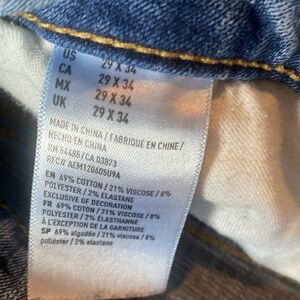 US 29 X 34
CA 29 X 34
MX 29 X 34
UK 29 X 34
MADE IN CHINA / FABRIQUÉ EN CHINE /
HECHO EN CHINA
RN 54485 / CA 03873
RFC# AEM12060509A
EN 69% COTTON / 21% VISCOSE / 8%
POLYESTER / 2% ELASTANE
EXCLUSIVE OF DECORATION
FR 69% COTON / 21% VISCOSE / 8%
POLYESTER / 2% ÉLASTHANNE
À L'EXCEPTION DE LA GARNITURE
SP 69% algodón / 21% viscosa / 8%
poliéster / 2% elastano